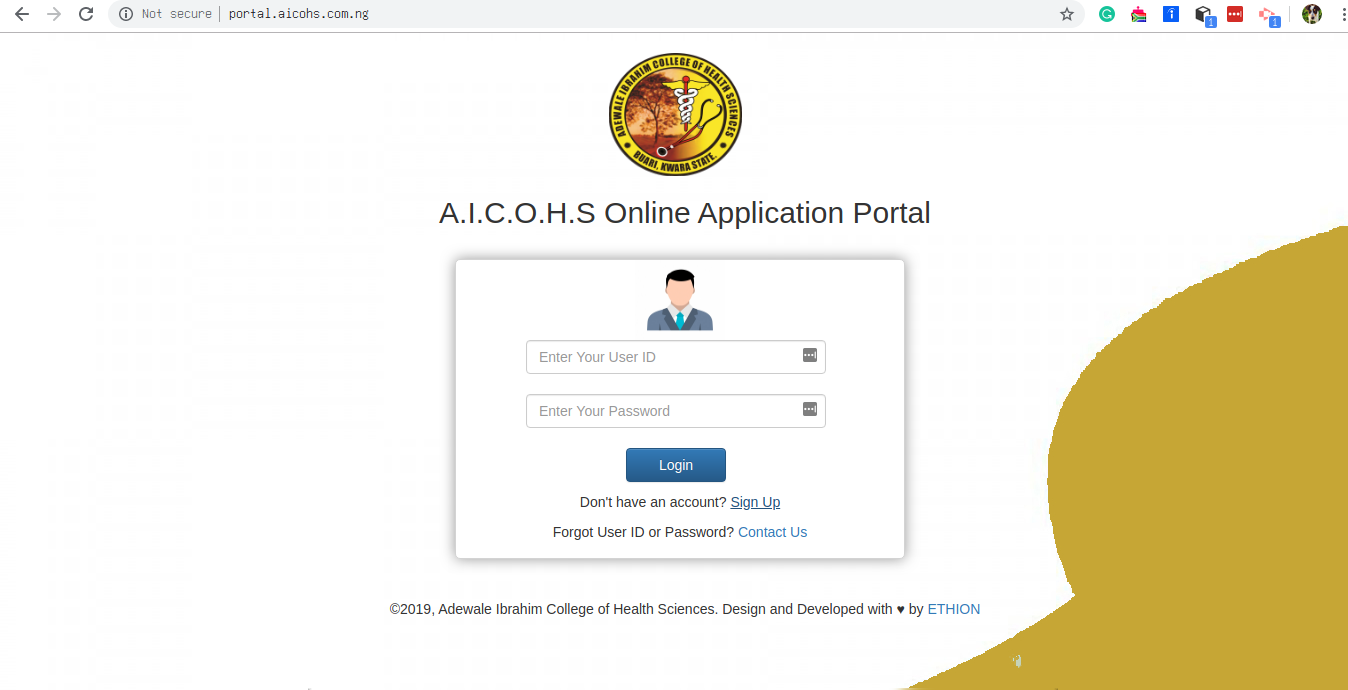 Not secure | portal.aicohs.com.ng
1
1
ADEWALE IBRAHIM COLLEGE OF HEALTH SCIENCES
BUARI, KWARA STATE.
A.I.C.O.H.S Online Application Portal
Enter Your User ID
Enter Your Password
Login
Don't have an account? Sign Up
Forgot User ID or Password? Contact Us
©2019, Adewale Ibrahim College of Health Sciences. Design and Developed with ♥ by ETHION